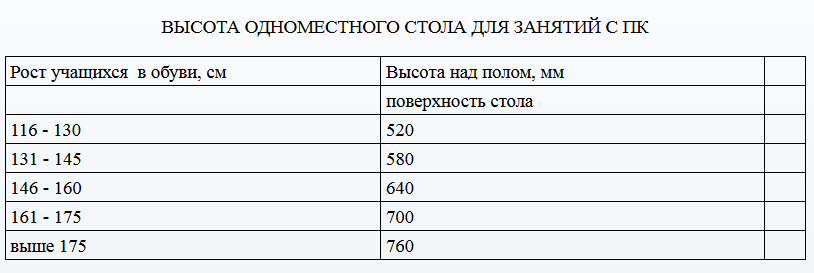 ВЫСОТА ОДНОМЕСТНОГО СТОЛА ДЛЯ ЗАНЯТИЙ С ПК
Рост учащихся в обуви, см Высота над полом, мм
поверхность стола
116 - 130 520
131 - 145 580
146 - 160 640
161 - 175 700
выше 175 760